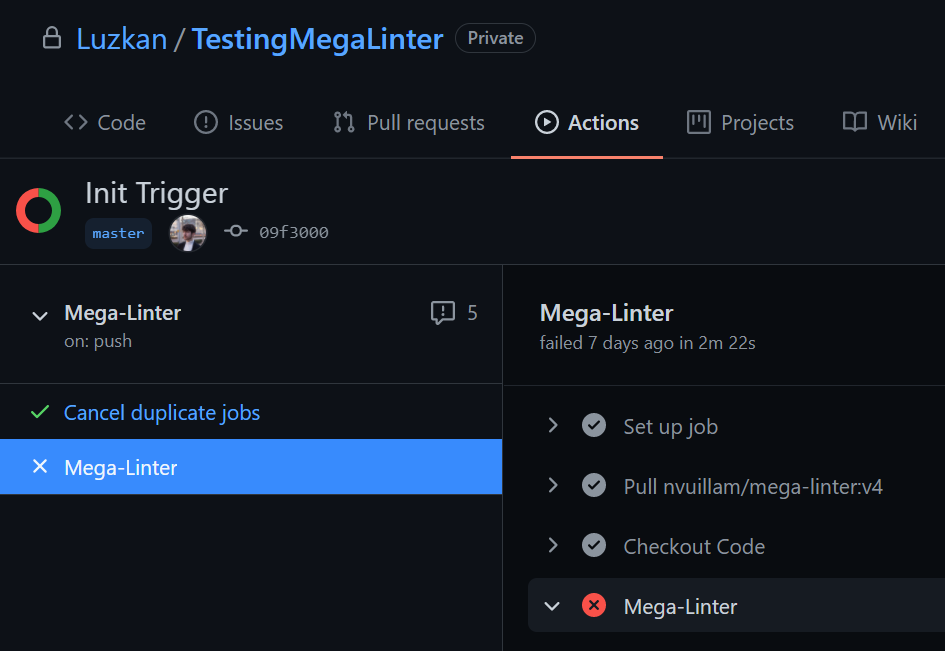 Luzkan / TestingMegaLinter Private
Code Issues Pull requests Actions Projects Wiki
Init Trigger
master 09f3000
Mega-Linter 5
on: push
Cancel duplicate jobs
Mega-Linter
Mega-Linter
failed 7 days ago in 2m 22s
Set up job
Pull nvuillam/mega-linter:v4
Checkout Code
Mega-Linter